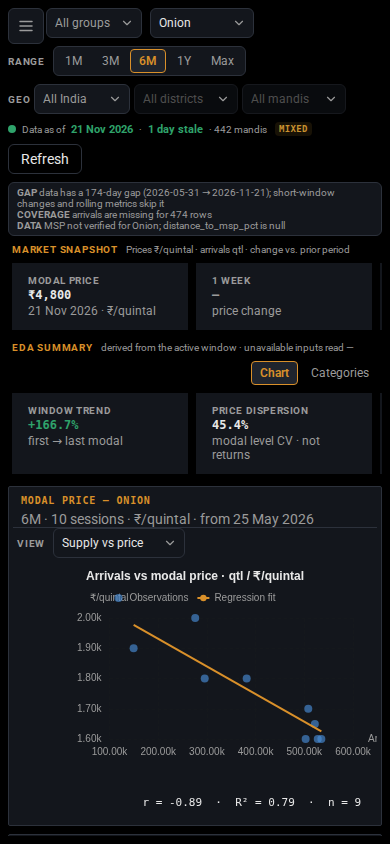 All groups
Onion
RANGE
1M 3M 6M 1Y Max
GEO
All India
All districts
All mandis
Data as of 21 Nov 2026 · 1 day stale · 442 mandis MIXED
Refresh
GAP data has a 174-day gap (2026-05-31 → 2026-11-21); short-window
changes and rolling metrics skip it
COVERAGE arrivals are missing for 474 rows
DATA MSP not verified for Onion; distance_to_msp_pct is null
MARKET SNAPSHOT Prices ₹/quintal · arrivals qtl · change vs. prior period
MODAL PRICE
₹4,800
21 Nov 2026 · ₹/quintal
1 WEEK
—
price change
EDA SUMMARY derived from the active window · unavailable inputs read —
Chart Categories
WINDOW TREND
+166.7%
first → last modal
PRICE DISPERSION
45.4%
modal level CV · not
returns
MODAL PRICE — ONION
6M · 10 sessions · ₹/quintal · from 25 May 2026
VIEW
Supply vs price
Arrivals vs modal price · qtl / ₹/quintal
₹/quintal Observations Regression fit
2.00k
1.90k
1.80k
1.70k
1.60k
Ar
100.00k 200.00k 300.00k 400.00k 500.00k 600.00k
r = -0.89 · R² = 0.79 · n = 9